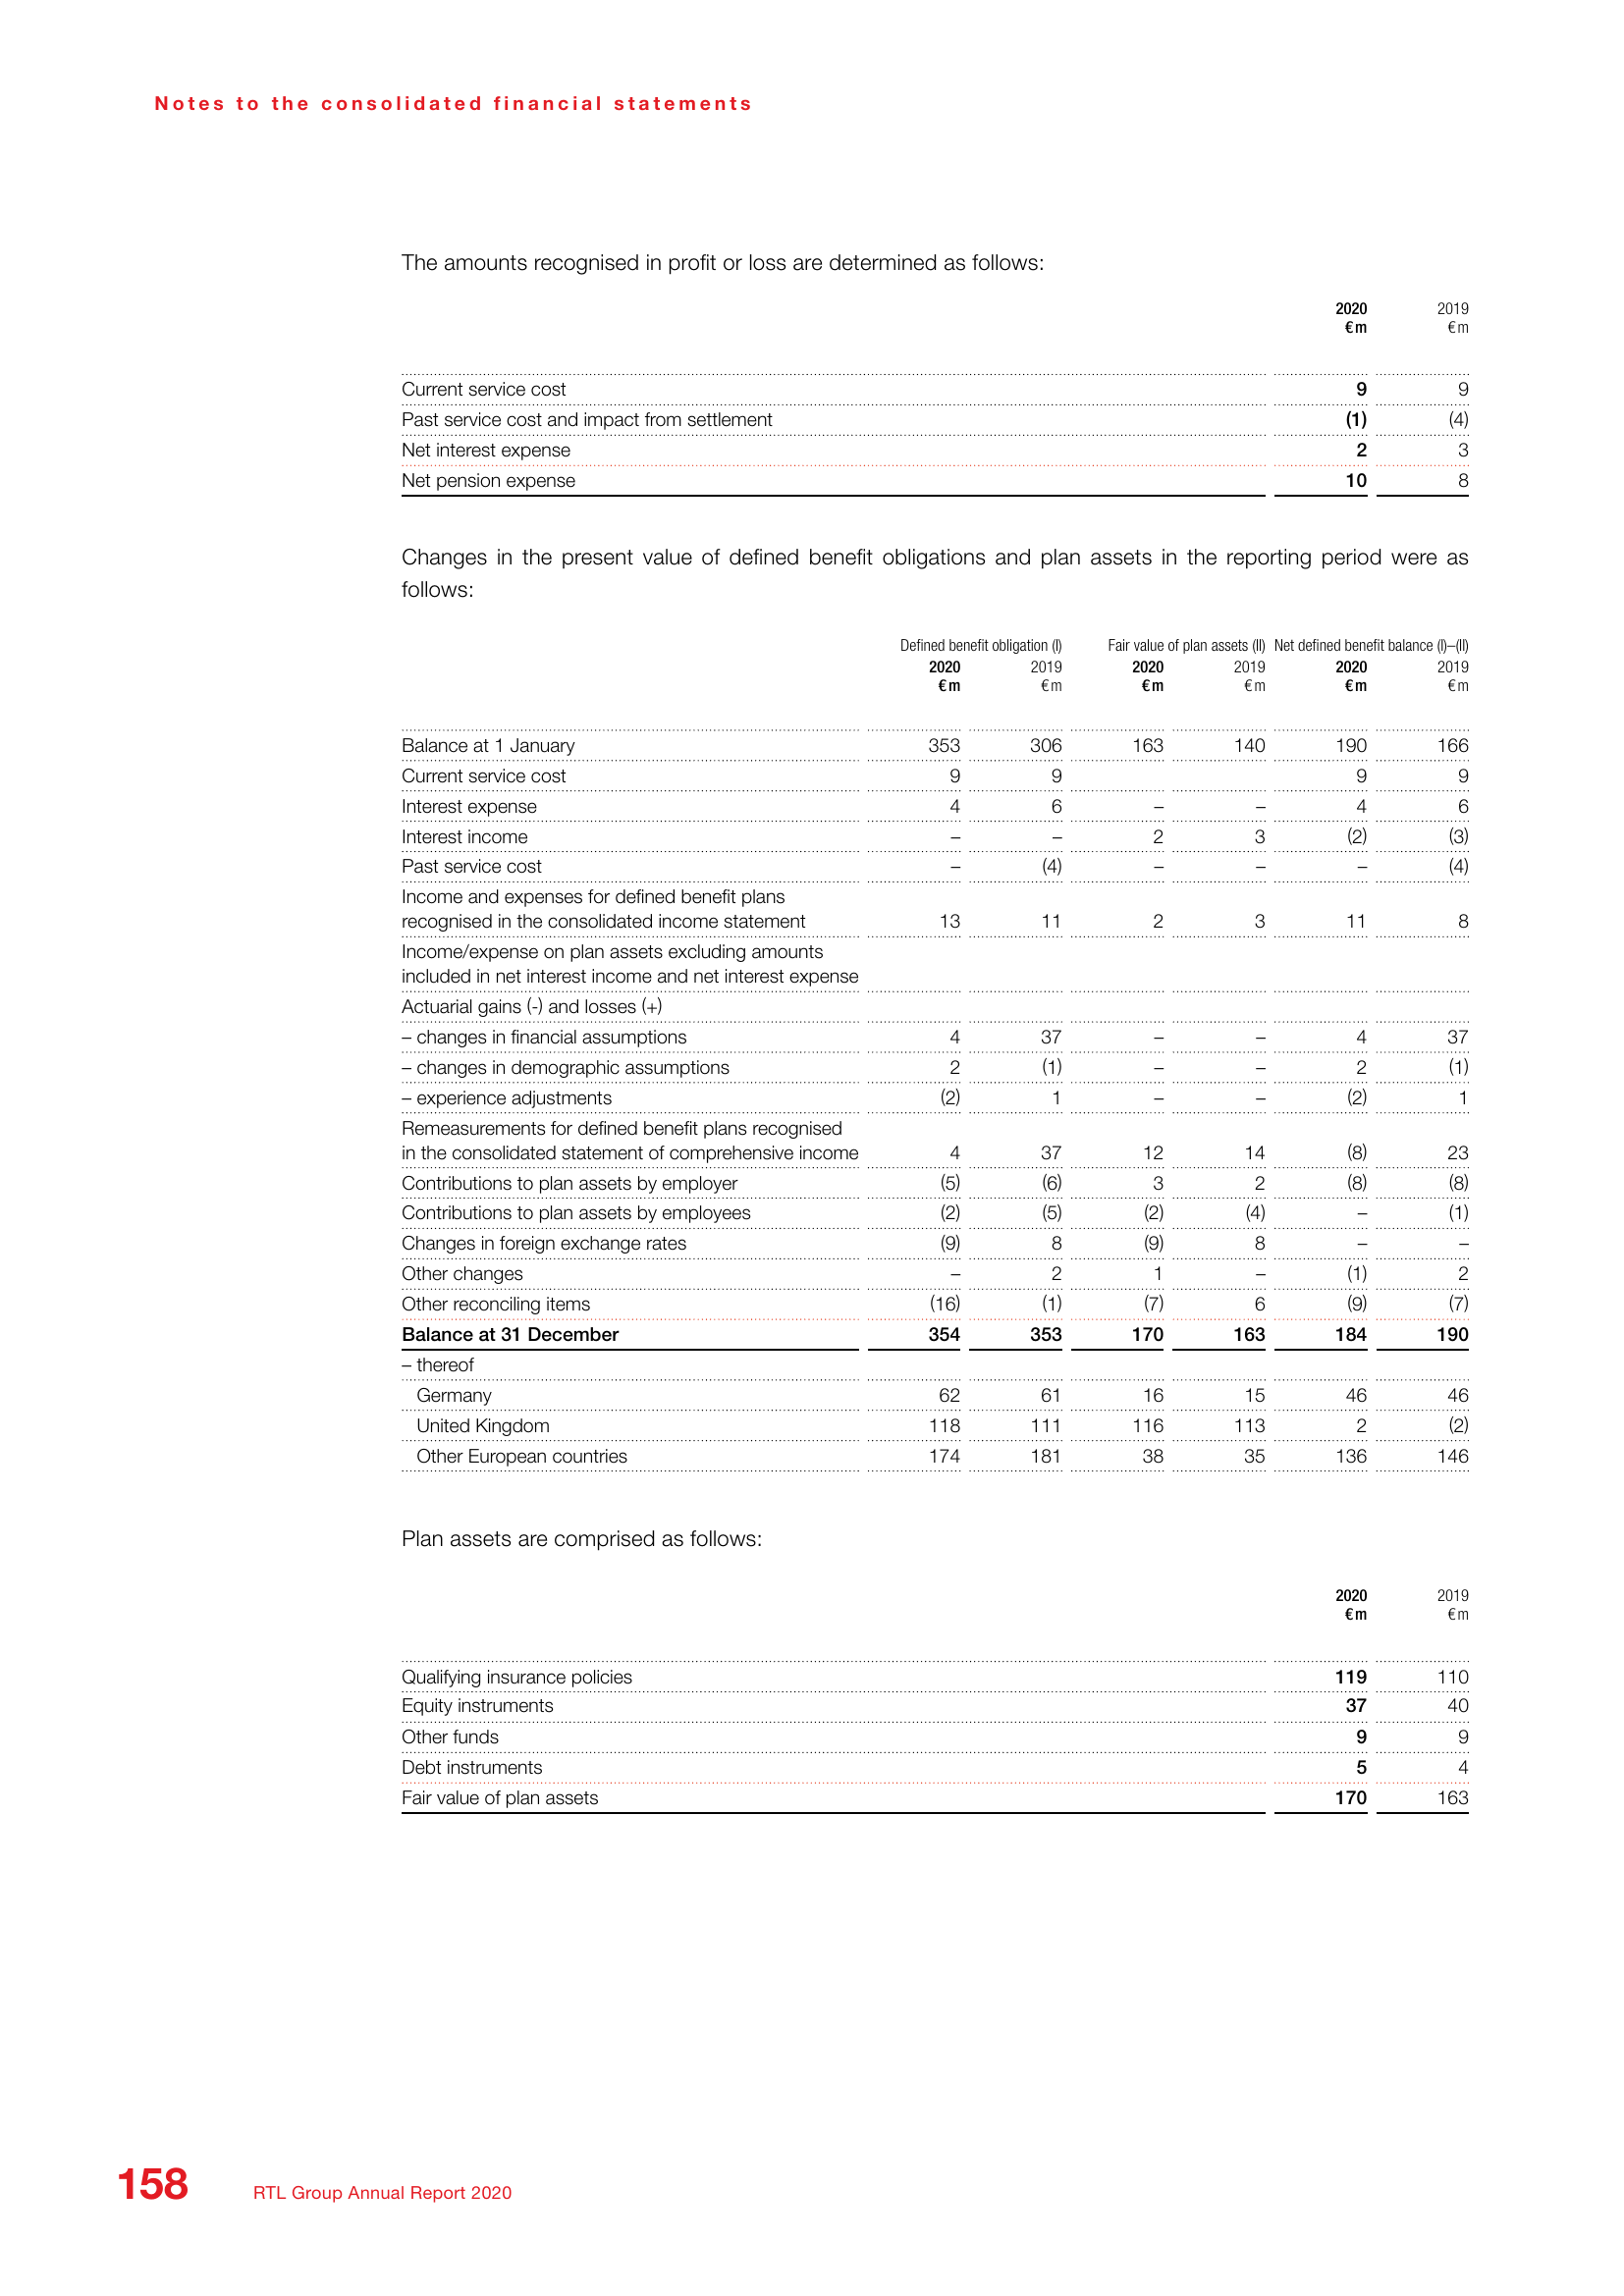 Notes to the consolidated financial statements
The amounts recognised in profit or loss are determined as follows:
2020 2019
€m €m
Current service cost 9 9
Past service cost and impact from settlement (1) (4)
Net interest expense 2 3
Net pension expense 10 8
Changes in the present value of defined benefit obligations and plan assets in the reporting period were as
follows:
Defined benefit obligation (I) Fair value of plan assets (II) Net defined benefit balance (I)–(II)
2020 2019 2020 2019 2020 2019
€m €m €m €m €m €m
Balance at 1 January 353 306 163 140 190 166
Current service cost 9 9 9 9
Interest expense 4 6 – – 4 6
Interest income – – 2 3 (2) (3)
Past service cost – (4) – – – (4)
Income and expenses for defined benefit plans
recognised in the consolidated income statement 13 11 2 3 11 8
Income/expense on plan assets excluding amounts
included in net interest income and net interest expense
Actuarial gains (-) and losses (+)
– changes in financial assumptions 4 37 – – 4 37
– changes in demographic assumptions 2 (1) – – 2 (1)
– experience adjustments (2) 1 – – (2) 1
Remeasurements for defined benefit plans recognised
in the consolidated statement of comprehensive income 4 37 12 14 (8) 23
Contributions to plan assets by employer (5) (6) 3 2 (8) (8)
Contributions to plan assets by employees (2) (5) (2) (4) – (1)
Changes in foreign exchange rates (9) 8 (9) 8 – –
Other changes – 2 1 – (1) 2
Other reconciling items (16) (1) (7) 6 (9) (7)
Balance at 31 December 354 353 170 163 184 190
– thereof
Germany 62 61 16 15 46 46
United Kingdom 118 111 116 113 2 (2)
Other European countries 174 181 38 35 136 146
Plan assets are comprised as follows:
2020 2019
€m €m
Qualifying insurance policies 119 110
Equity instruments 37 40
Other funds 9 9
Debt instruments 5 4
Fair value of plan assets 170 163
158 RTL Group Annual Report 2020